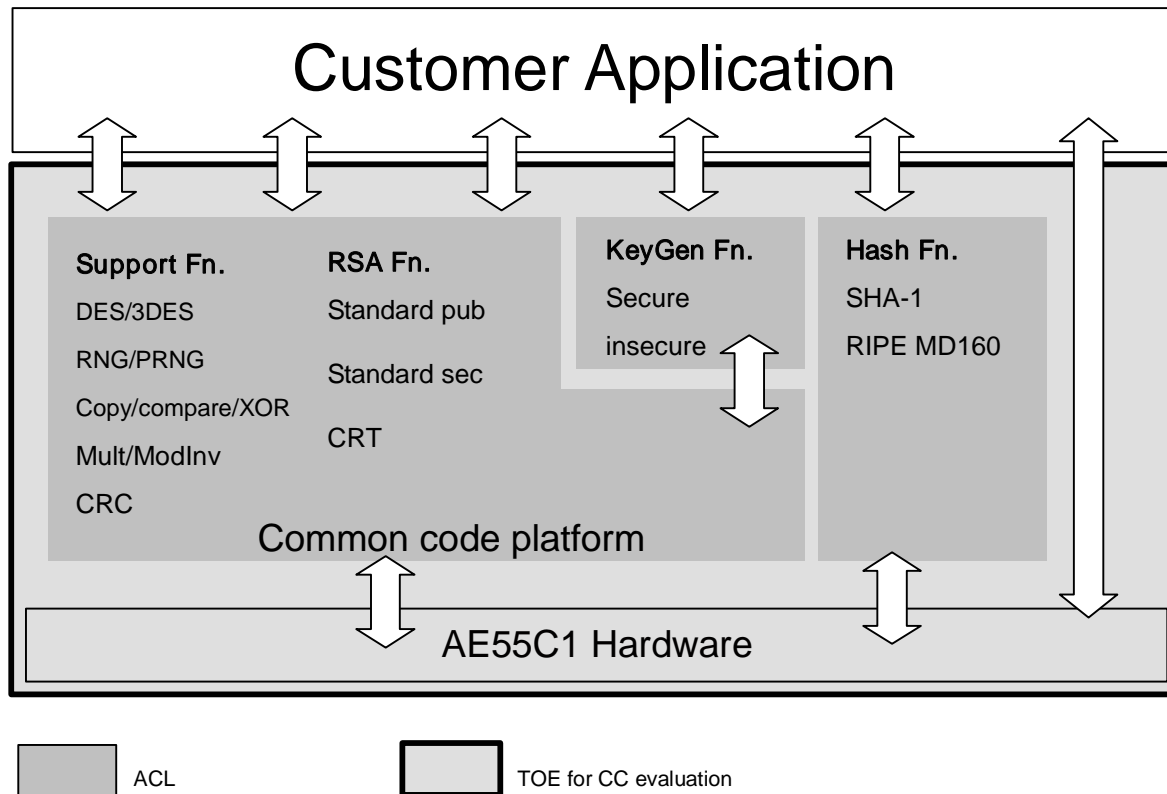 Customer Application
Support Fn.
DES/3DES
RNG/PRNG
Copy/compare/XOR
Mult/ModInv
CRC
RSA Fn.
Standard pub
Standard sec
CRT
Common code platform
KeyGen Fn.
Secure
insecure
Hash Fn.
SHA-1
RIPE MD160
AE55C1 Hardware
ACL
TOE for CC evaluation